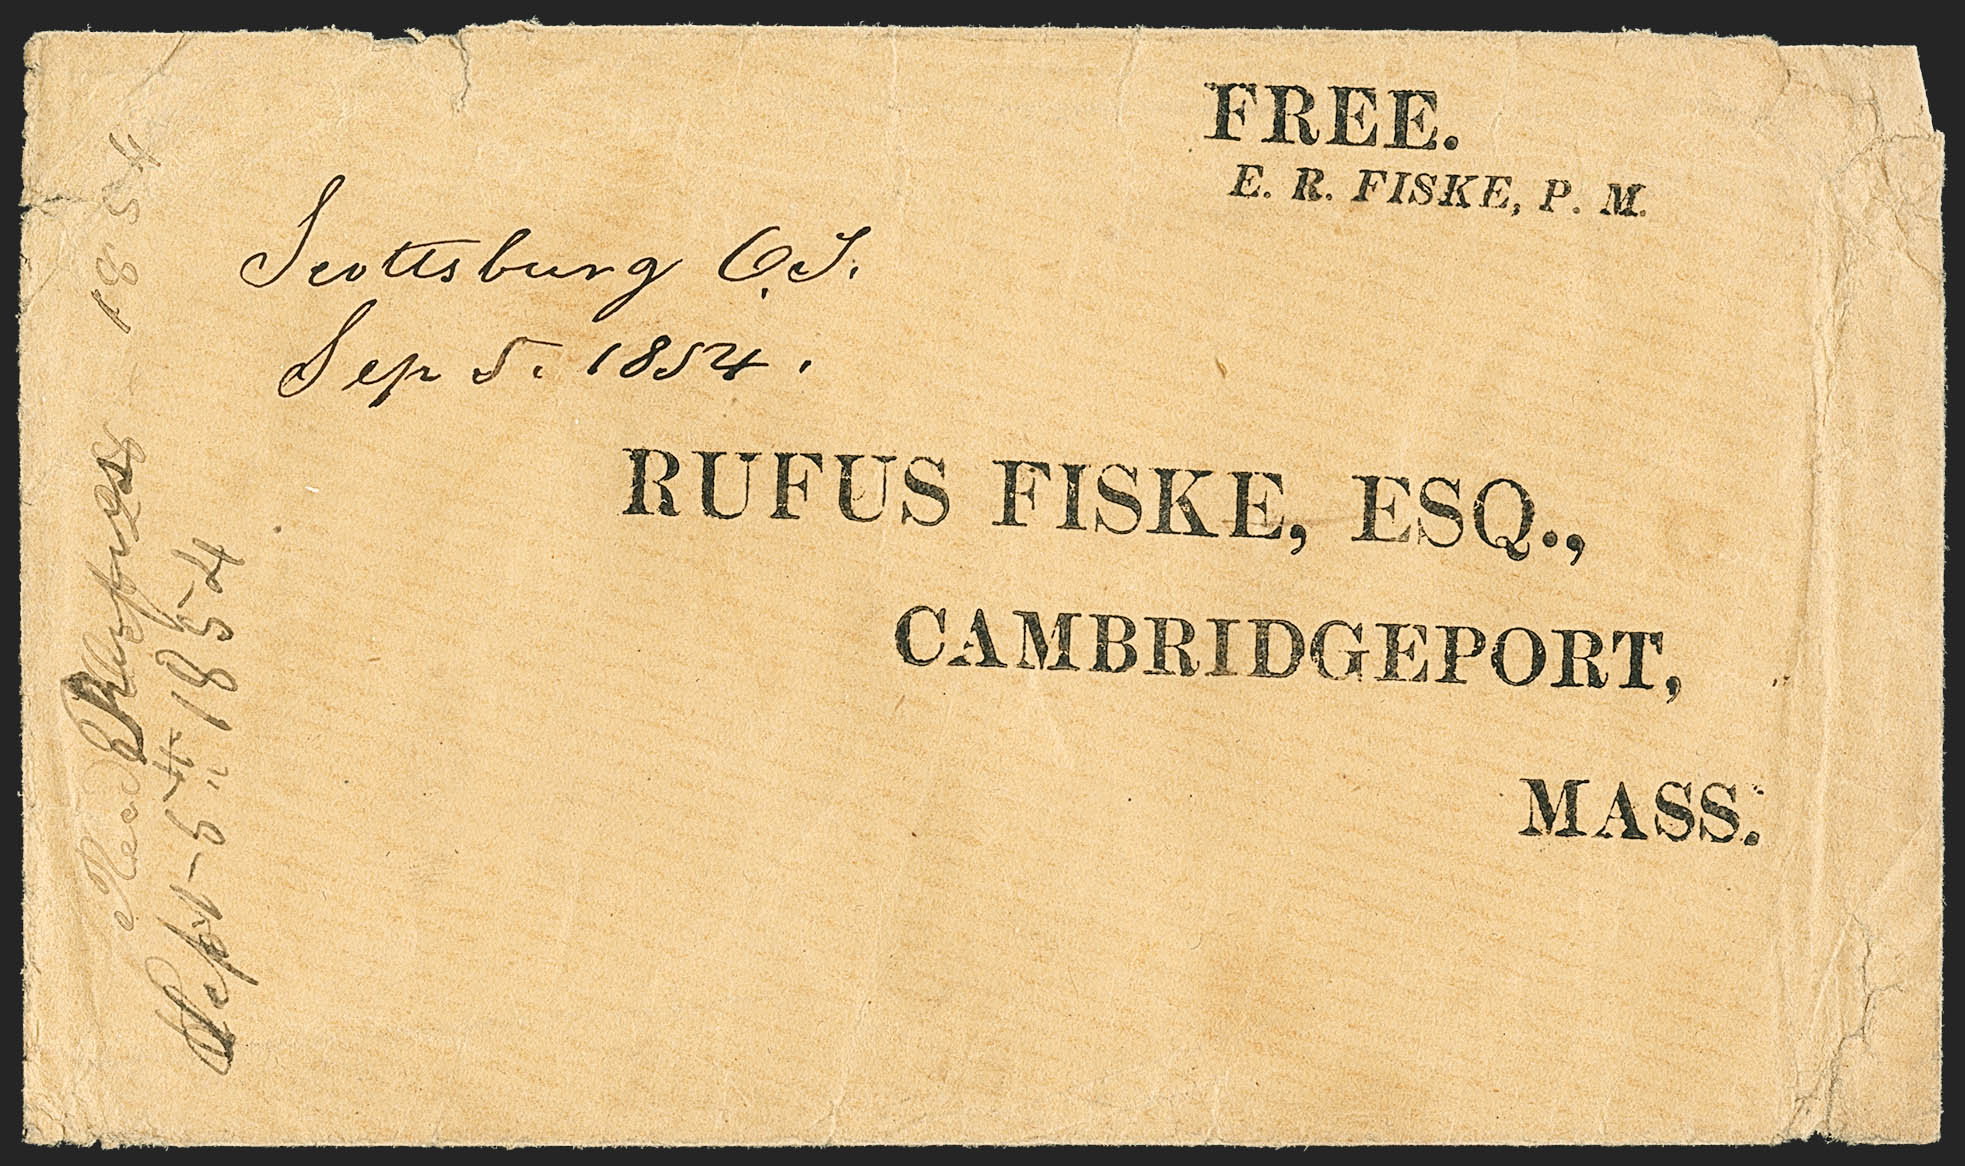 FREE.
E. R. FISKE, P. M.
Scottsburg O.T.
Sep 5. 1854.
RUFUS FISKE, ESQ.,
CAMBRIDGEPORT,
MASS.
1854
Sept-5th 1854